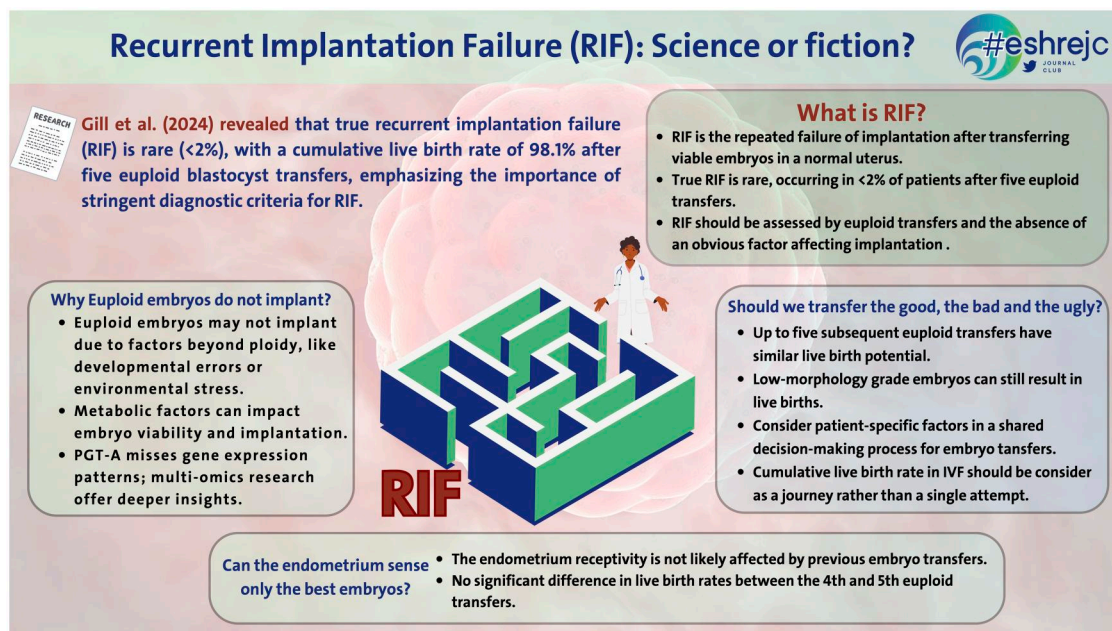 Recurrent Implantation Failure (RIF): Science or fiction?
#eshrejc
JOURNAL
CLUB
RESEARCH
Gill et al. (2024) revealed that true recurrent implantation failure
(RIF) is rare (<2%), with a cumulative live birth rate of 98.1% after
five euploid blastocyst transfers, emphasizing the importance of
stringent diagnostic criteria for RIF.
What is RIF?
• RIF is the repeated failure of implantation after transferring
viable embryos in a normal uterus.
• True RIF is rare, occurring in <2% of patients after five euploid
transfers.
• RIF should be assessed by euploid transfers and the absence of
an obvious factor affecting implantation .
Why Euploid embryos do not implant?
• Euploid embryos may not implant
due to factors beyond ploidy, like
developmental errors or
environmental stress.
• Metabolic factors can impact
embryo viability and implantation.
• PGT-A misses gene expression
patterns; multi-omics research
offer deeper insights.
RIF
Should we transfer the good, the bad and the ugly?
• Up to five subsequent euploid transfers have
similar live birth potential.
• Low-morphology grade embryos can still result in
live births.
• Consider patient-specific factors in a shared
decision-making process for embryo tansfers.
• Cumulative live birth rate in IVF should be consider
as a journey rather than a single attempt.
Can the endometrium sense
only the best embryos?
• The endometrium receptivity is not likely affected by previous embryo transfers.
• No significant difference in live birth rates between the 4th and 5th euploid
transfers.